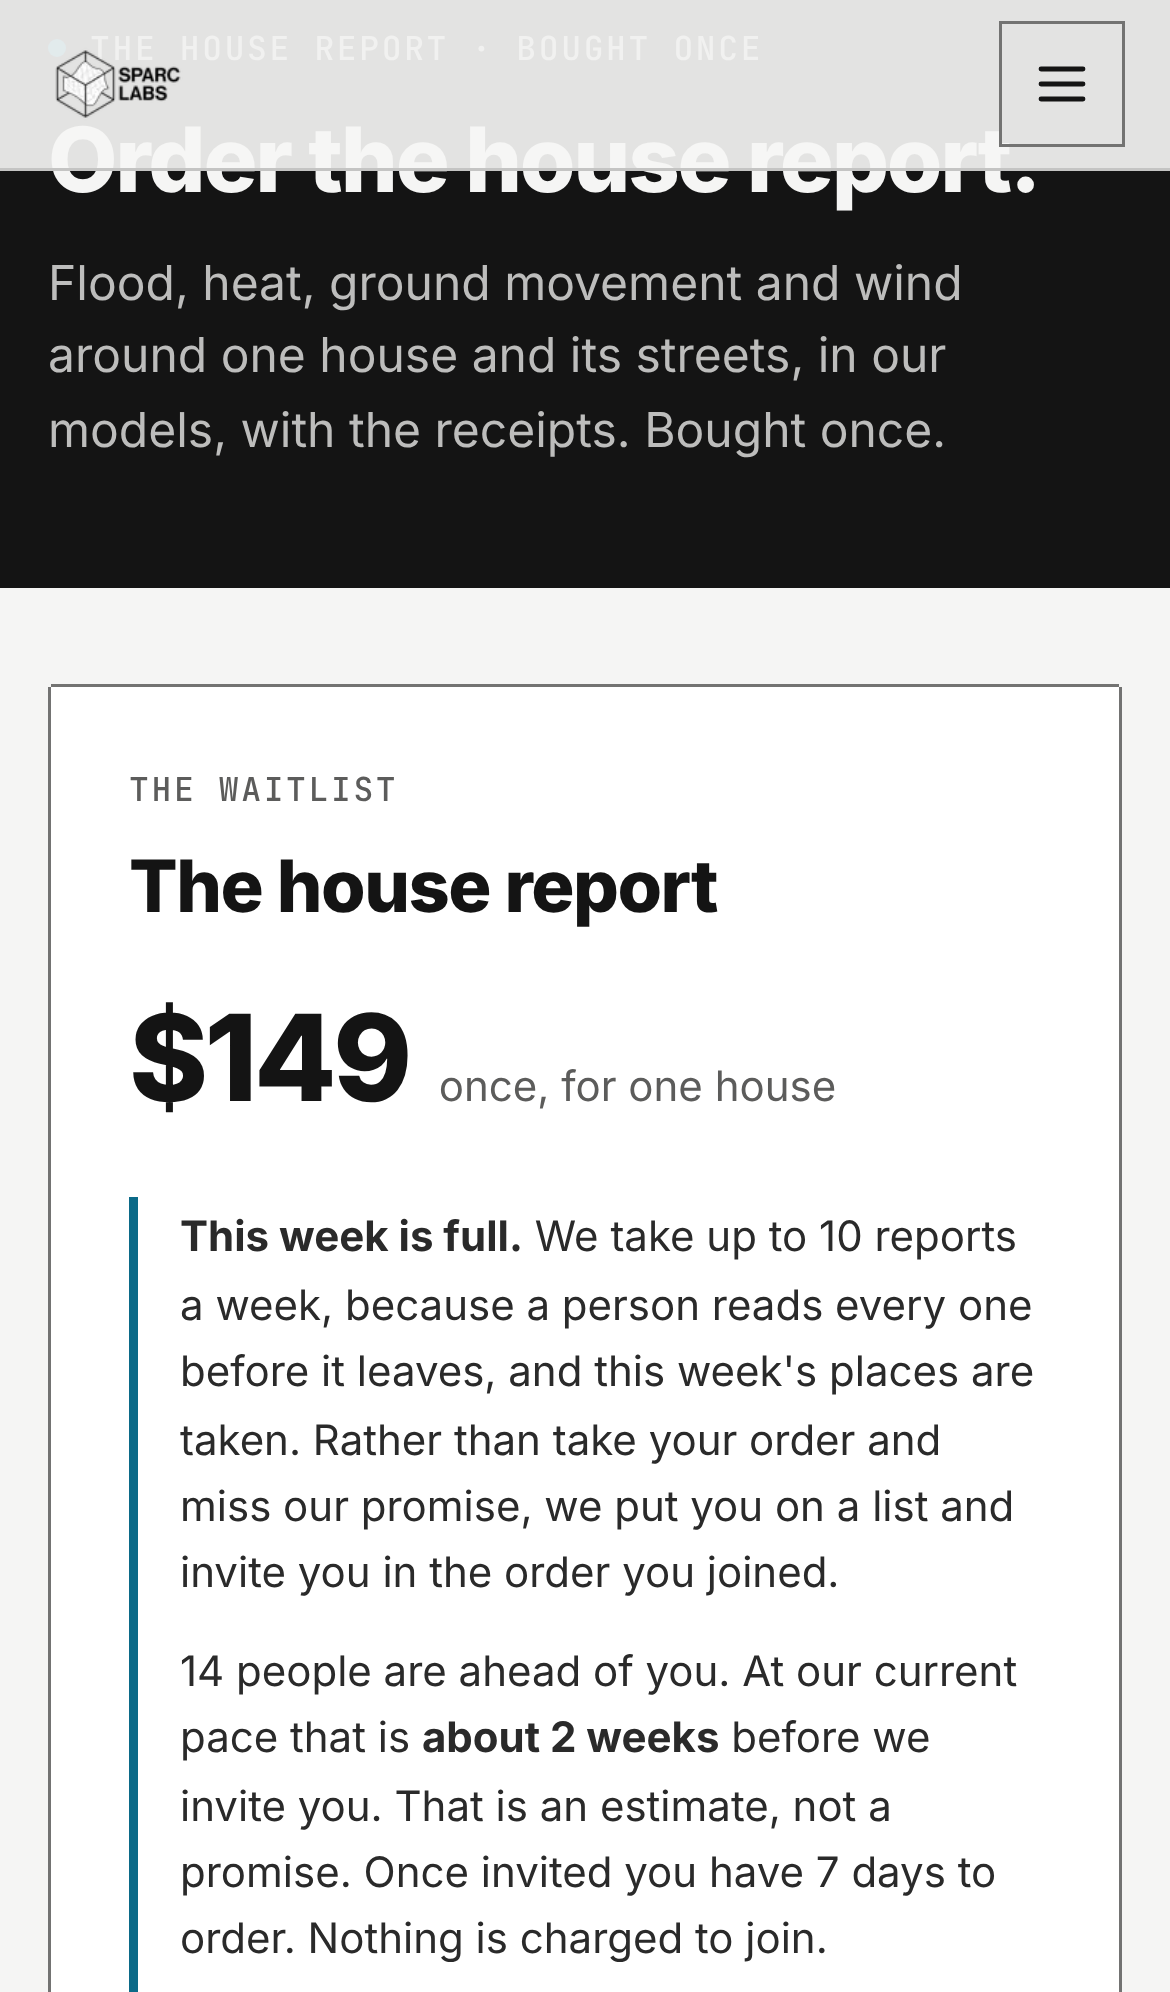 THE HOUSE REPORT · BOUGHT ONCE
SPARC
LABS
Order the house report.
Flood, heat, ground movement and wind
around one house and its streets, in our
models, with the receipts. Bought once.
THE WAITLIST
The house report
$149 once, for one house
This week is full. We take up to 10 reports
a week, because a person reads every one
before it leaves, and this week's places are
taken. Rather than take your order and
miss our promise, we put you on a list and
invite you in the order you joined.
14 people are ahead of you. At our current
pace that is about 2 weeks before we
invite you. That is an estimate, not a
promise. Once invited you have 7 days to
order. Nothing is charged to join.